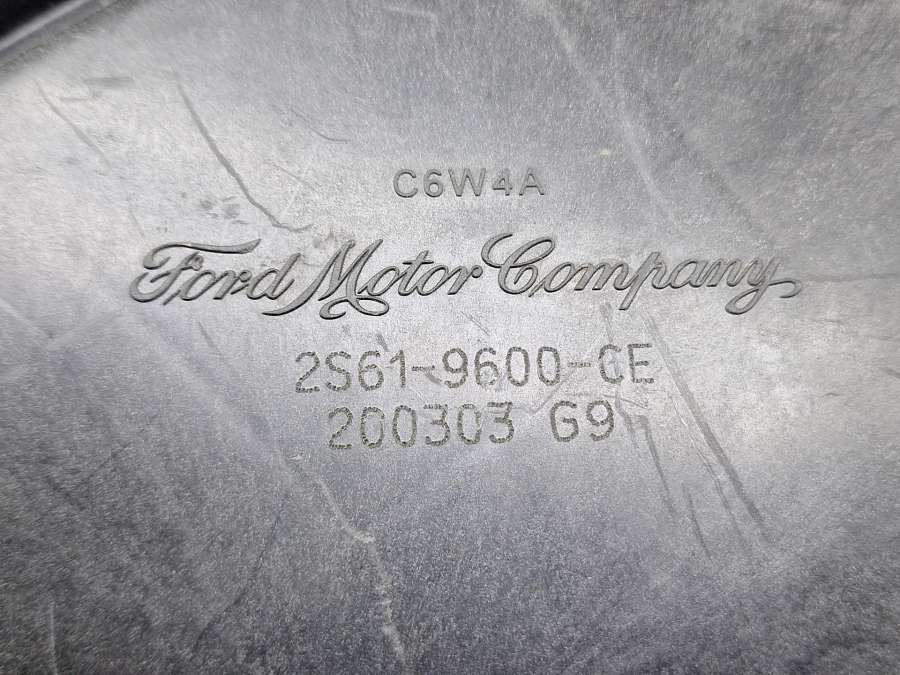 C6W4A
Ford Motor Company
2S61-9600-CE
200303 G9